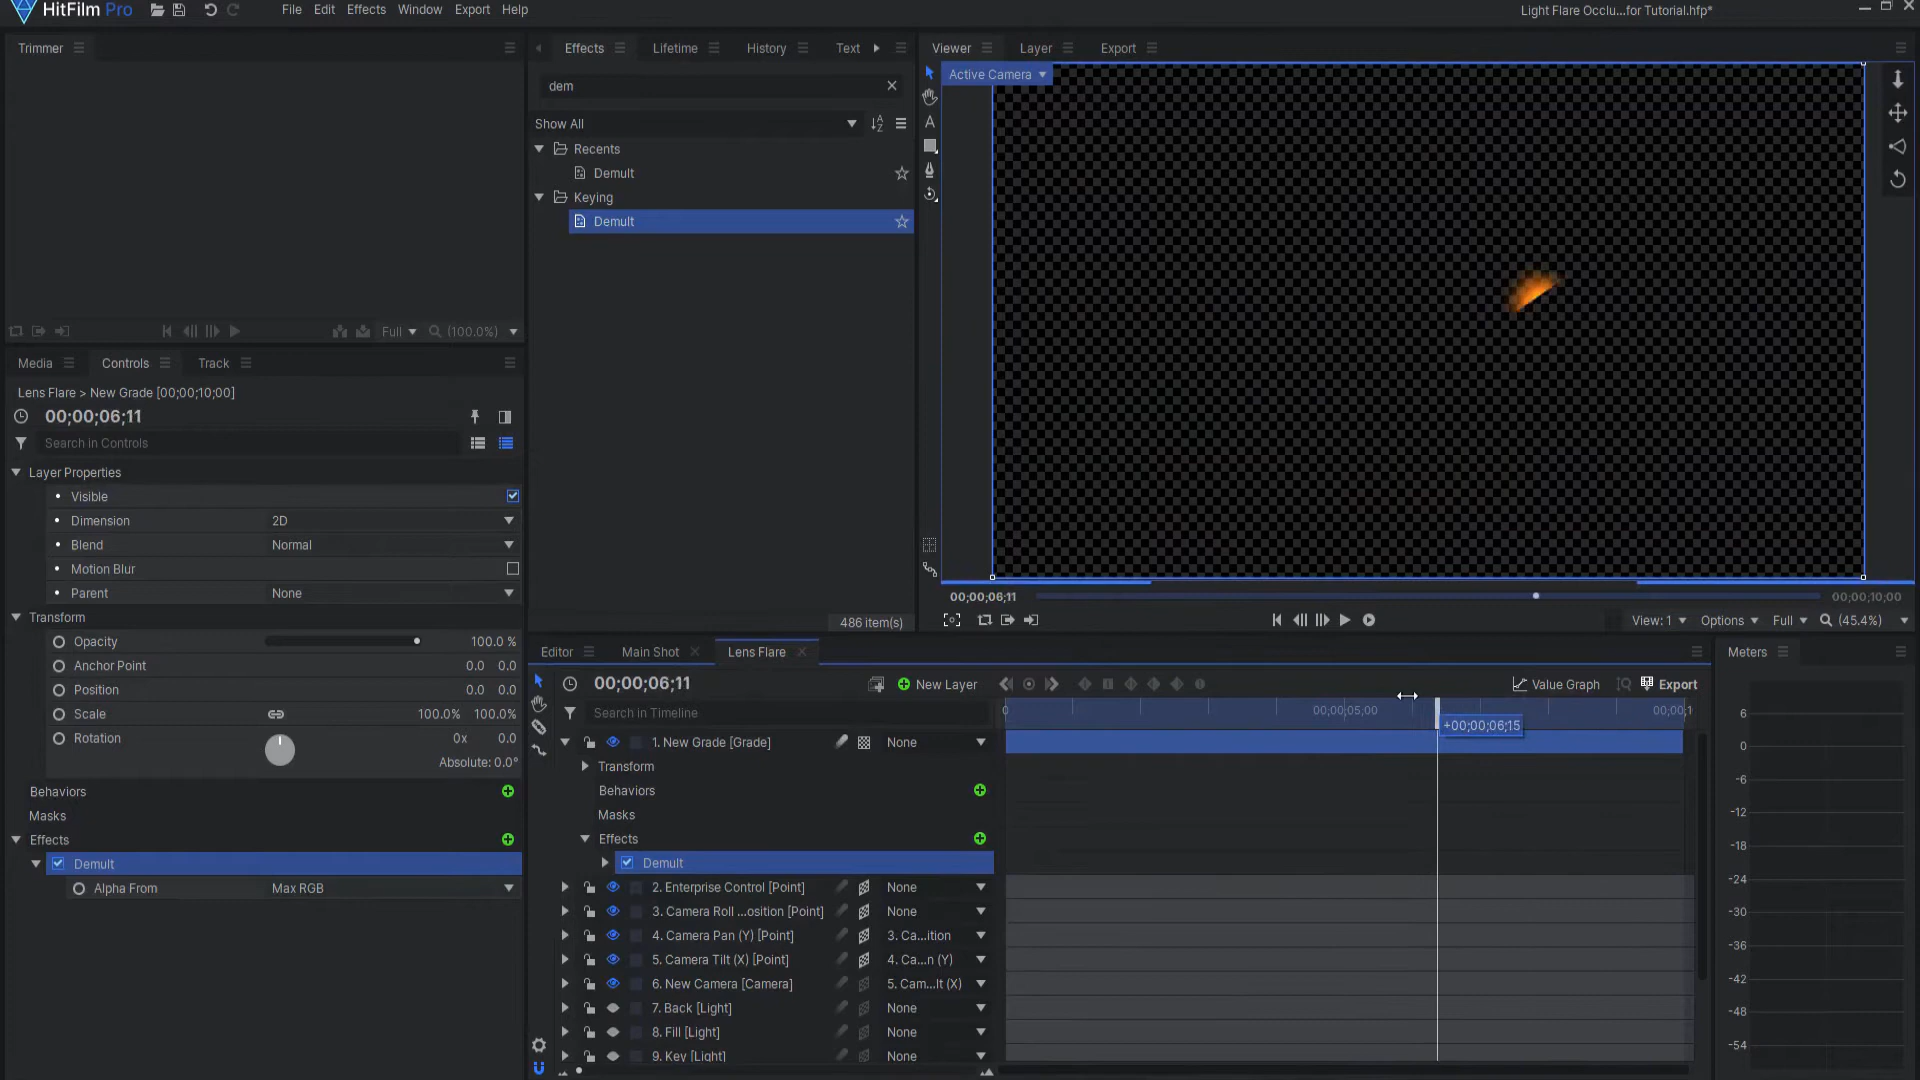 HitFilm Pro
File Edit Effects Window Export Help
Light Flare Occlu...for Tutorial.hfp*
Trimmer
Full (100.0%)
Effects Lifetime History Text
dem
Show All
Recents
Demult
Keying
Demult
486 item(s)
Viewer Layer Export
Active Camera
00;00;06;11
00;00;10;00
View: 1 Options Full (45.4%)
Media Controls Track
Lens Flare > New Grade [00;00;10;00]
00;00;06;11
Search in Controls
Layer Properties
Visible
Dimension 2D
Blend Normal
Motion Blur
Parent None
Transform
Opacity 100.0 %
Anchor Point 0.0 0.0
Position 0.0 0.0
Scale 100.0% 100.0%
Rotation 0x 0.0
Absolute: 0.0°
Behaviors
Masks
Effects
Demult
Alpha From Max RGB
Editor Main Shot Lens Flare
00;00;06;11 New Layer
Value Graph Export
Search in Timeline
0 00;00;05;00 00;00;1
+00;00;06;15
1. New Grade [Grade] None
Transform
Behaviors
Masks
Effects
Demult
2. Enterprise Control [Point] None
3. Camera Roll ...osition [Point] None
4. Camera Pan (Y) [Point] 3. Ca...ition
5. Camera Tilt (X) [Point] 4. Ca...n (Y)
6. New Camera [Camera] 5. Cam...lt (X)
7. Back [Light] None
8. Fill [Light] None
9. Key [Light] None
Meters
6
0
-6
-12
-18
-24
-30
-36
-42
-48
-54